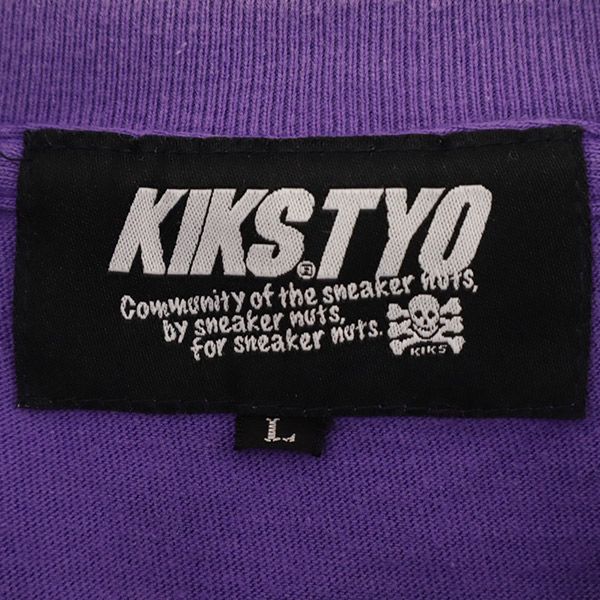 KIKS.TYO
Community of the sneaker nuts,
by sneaker nuts,
for sneaker nuts.
KIKS
L